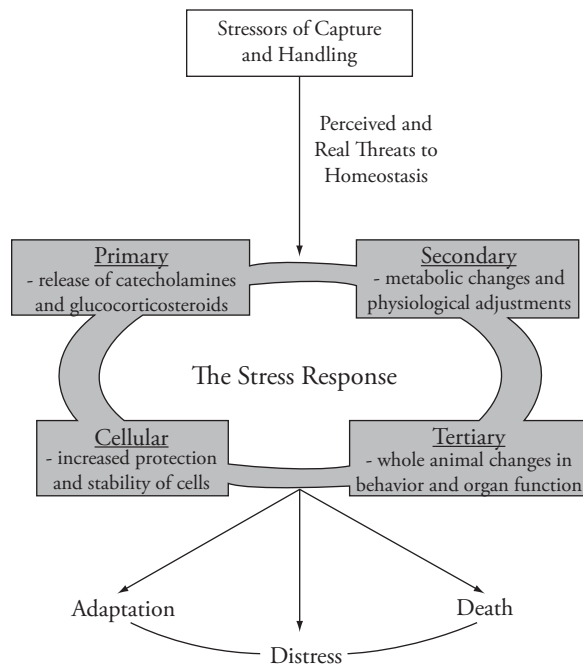 Stressors of Capture
and Handling
Perceived and
Real Threats to
Homeostasis
Primary
- release of catecholamines
and glucocorticosteroids
Secondary
- metabolic changes and
physiological adjustments
The Stress Response
Cellular
- increased protection
and stability of cells
Tertiary
- whole animal changes in
behavior and organ function
Adaptation
Death
Distress